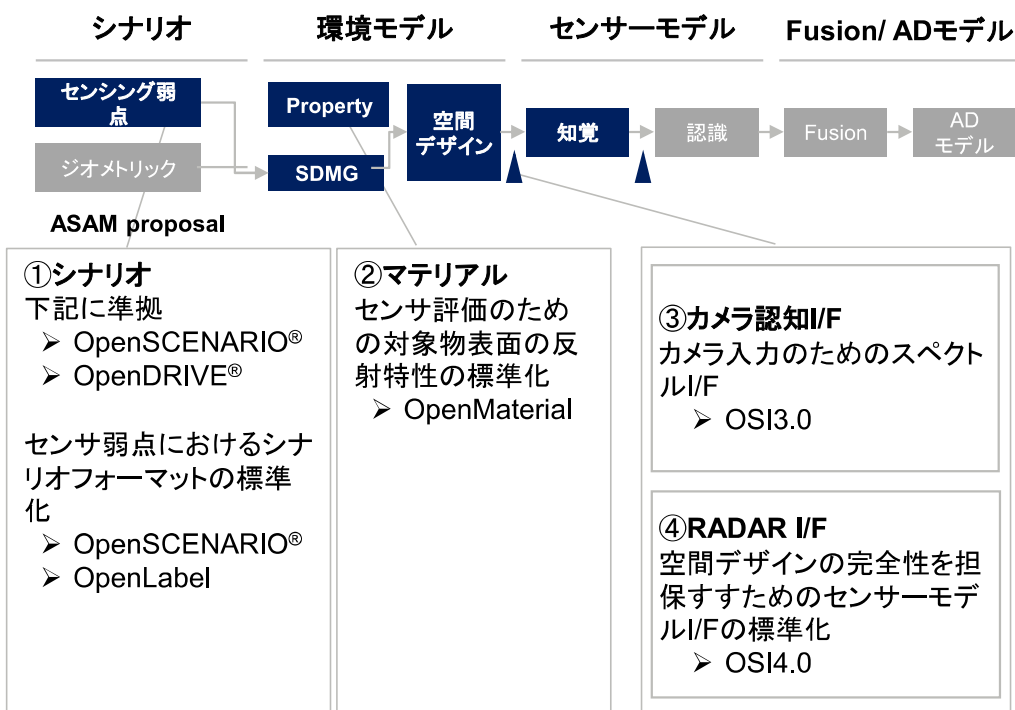 シナリオ
環境モデル
センサーモデル
Fusion/ ADモデル
センシング弱
点
ジオメトリック
Property
SDMG
空間
デザイン
知覚
認識
Fusion
AD
モデル
ASAM proposal
①シナリオ
下記に準拠
➢ OpenSCENARIO®
➢ OpenDRIVE®
センサ弱点におけるシナ
リオフォーマットの標準
化
➢ OpenSCENARIO®
➢ OpenLabel
②マテリアル
センサ評価のため
の対象物表面の反
射特性の標準化
➢ OpenMaterial
③カメラ認知I/F
カメラ入力のためのスペクト
ルI/F
➢ OSI3.0
④RADAR I/F
空間デザインの完全性を担
保すすためのセンサーモデ
ルI/Fの標準化
➢ OSI4.0